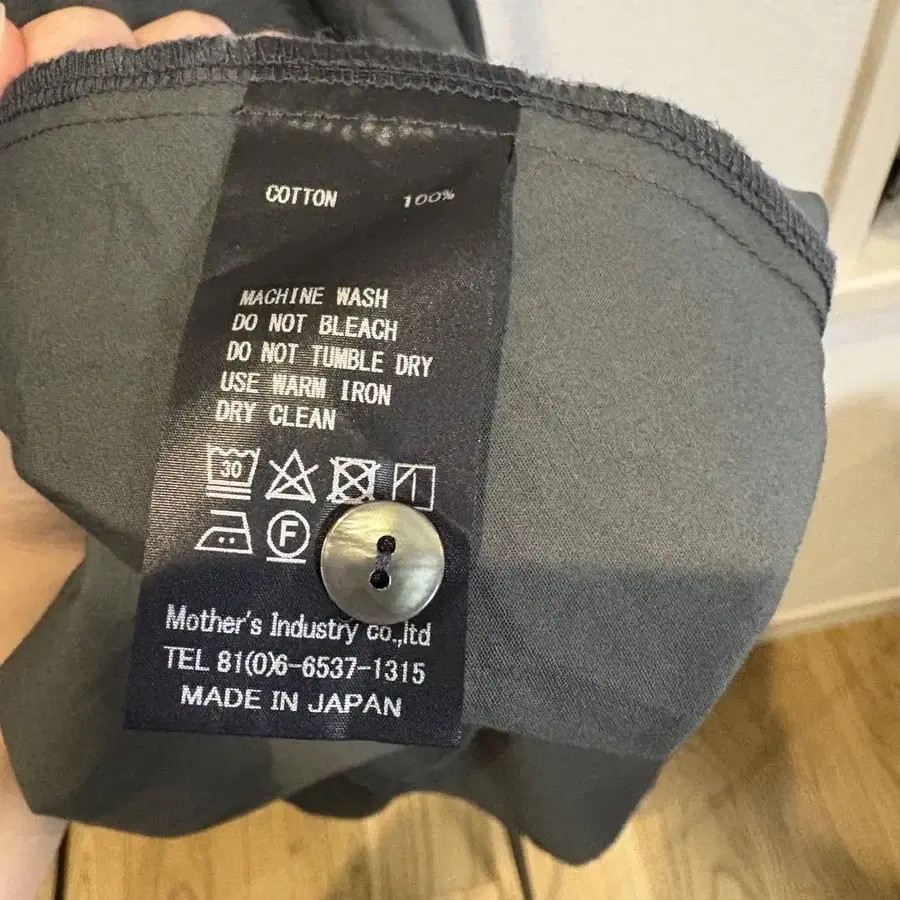 COTTON 100%
MACHINE WASH
DO NOT BLEACH
DO NOT TUMBLE DRY
USE WARM IRON
DRY CLEAN
30
F
Mother's Industry co.,ltd
TEL 81(0)6-6537-1315
MADE IN JAPAN